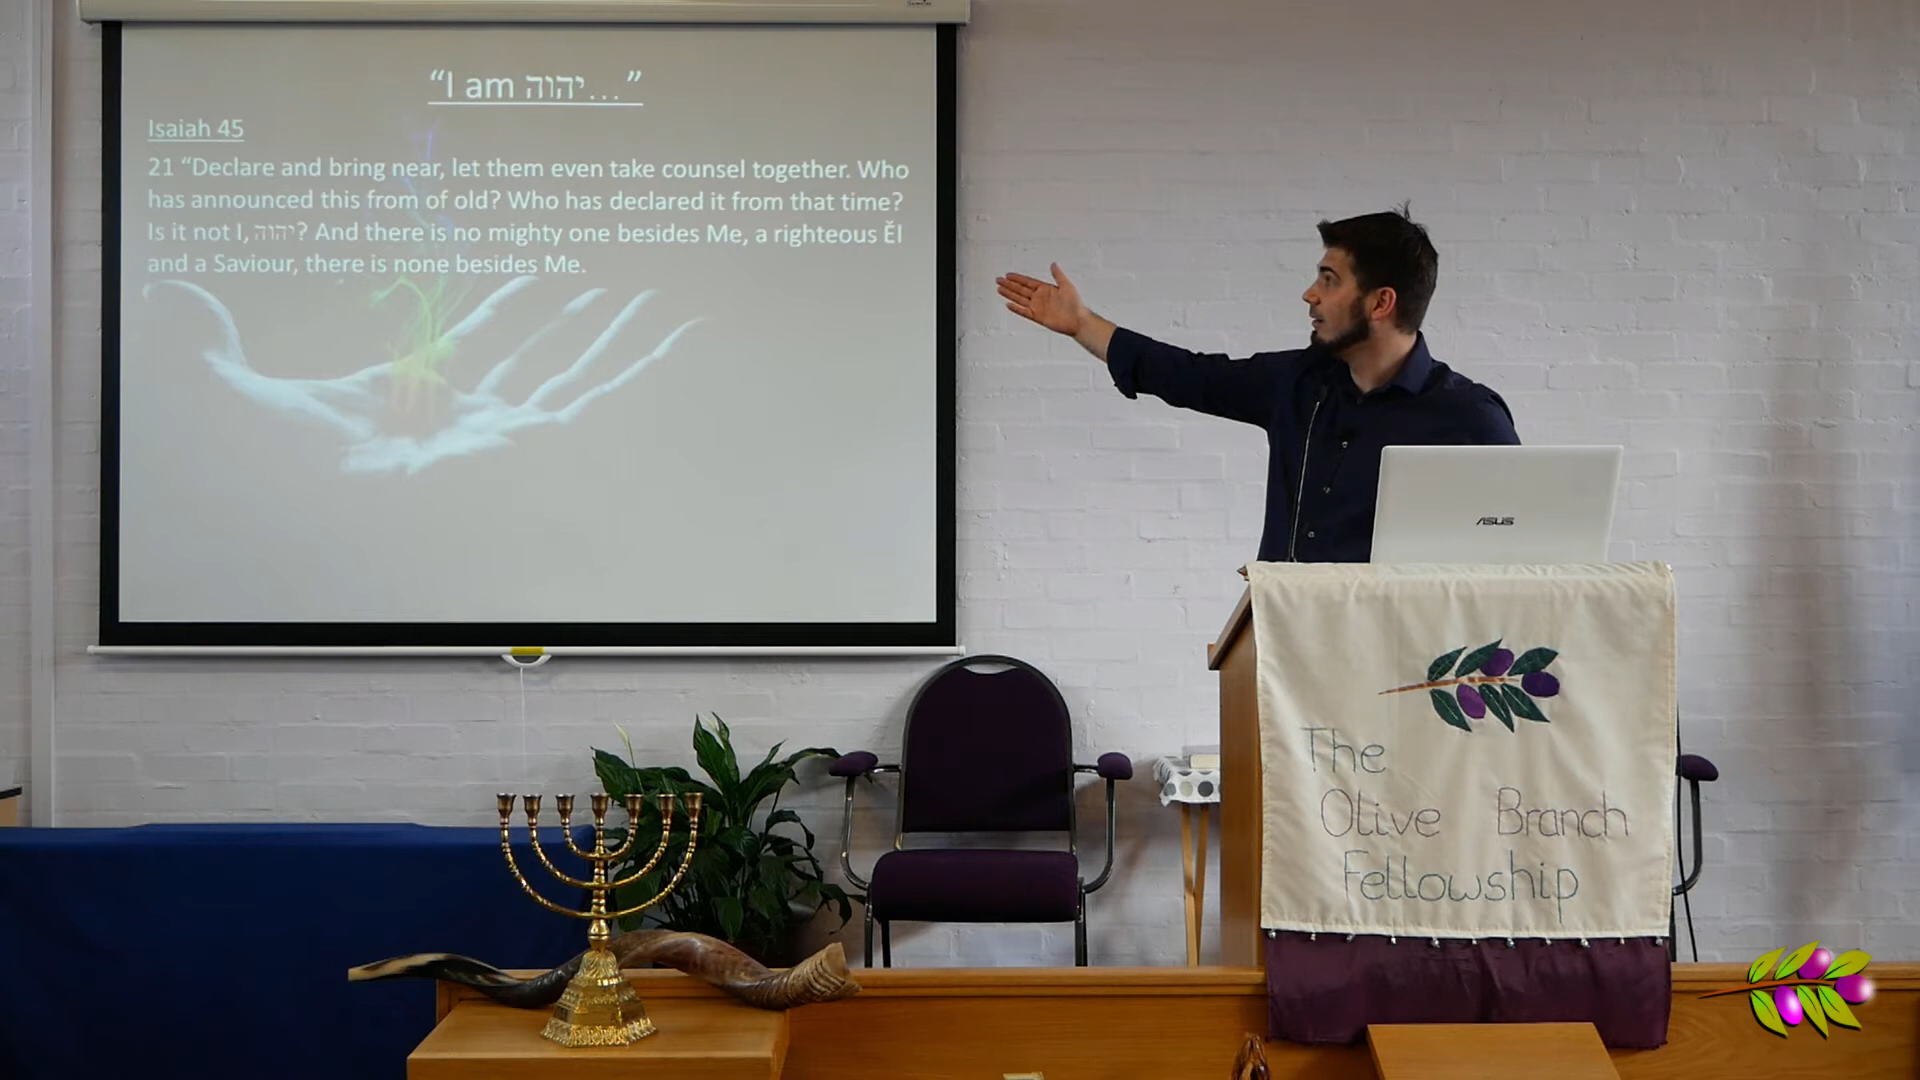 “I am יהוה…”
Isaiah 45
21 “Declare and bring near, let them even take counsel together. Who
has announced this from of old? Who has declared it from that time?
Is it not I, יהוה? And there is no mighty one besides Me, a righteous Ěl
and a Saviour, there is none besides Me.
ASUS
The
Olive Branch
Fellowship